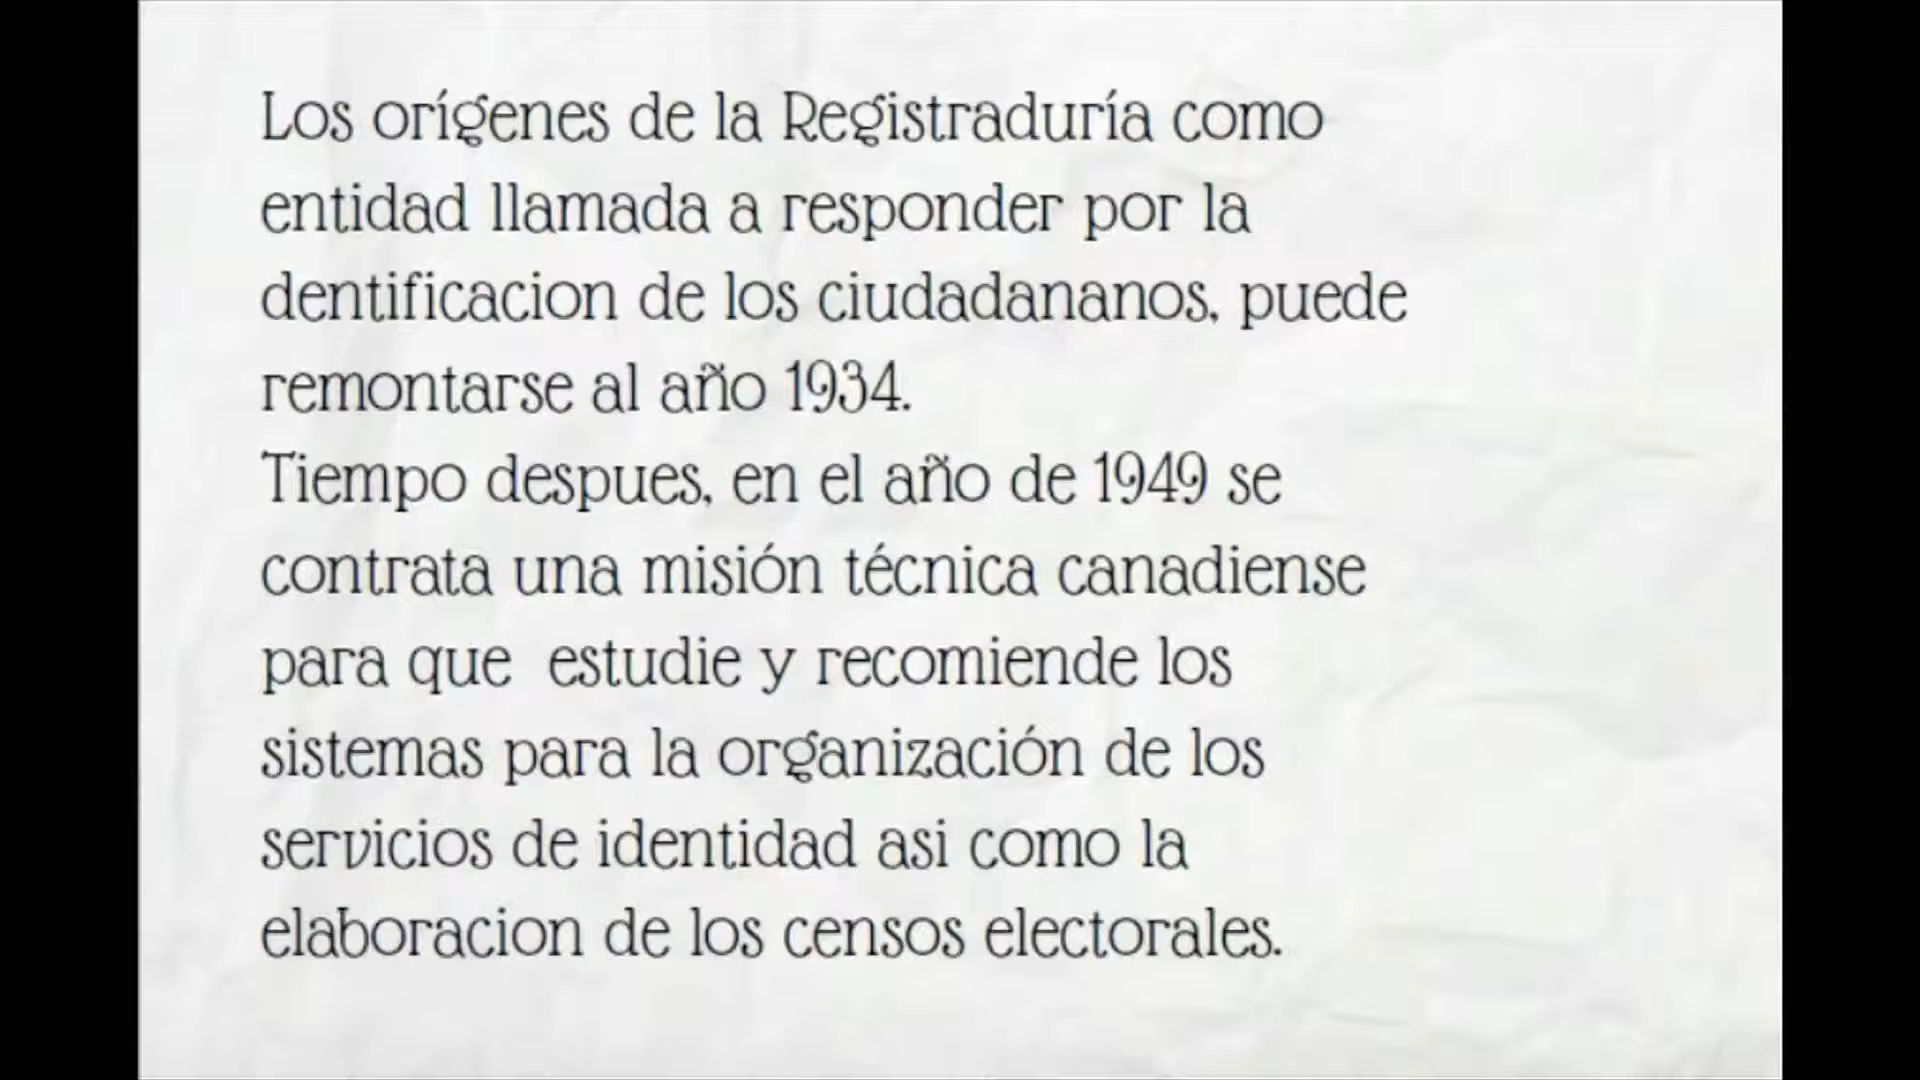 Los orígenes de la Registraduría como
entidad llamada a responder por la
dentificacion de los ciudadananos, puede
remontarse al año 1934.
Tiempo despues, en el año de 1949 se
contrata una misión técnica canadiense
para que  estudie y recomiende los
sistemas para la organización de los
servicios de identidad asi como la
elaboracion de los censos electorales.